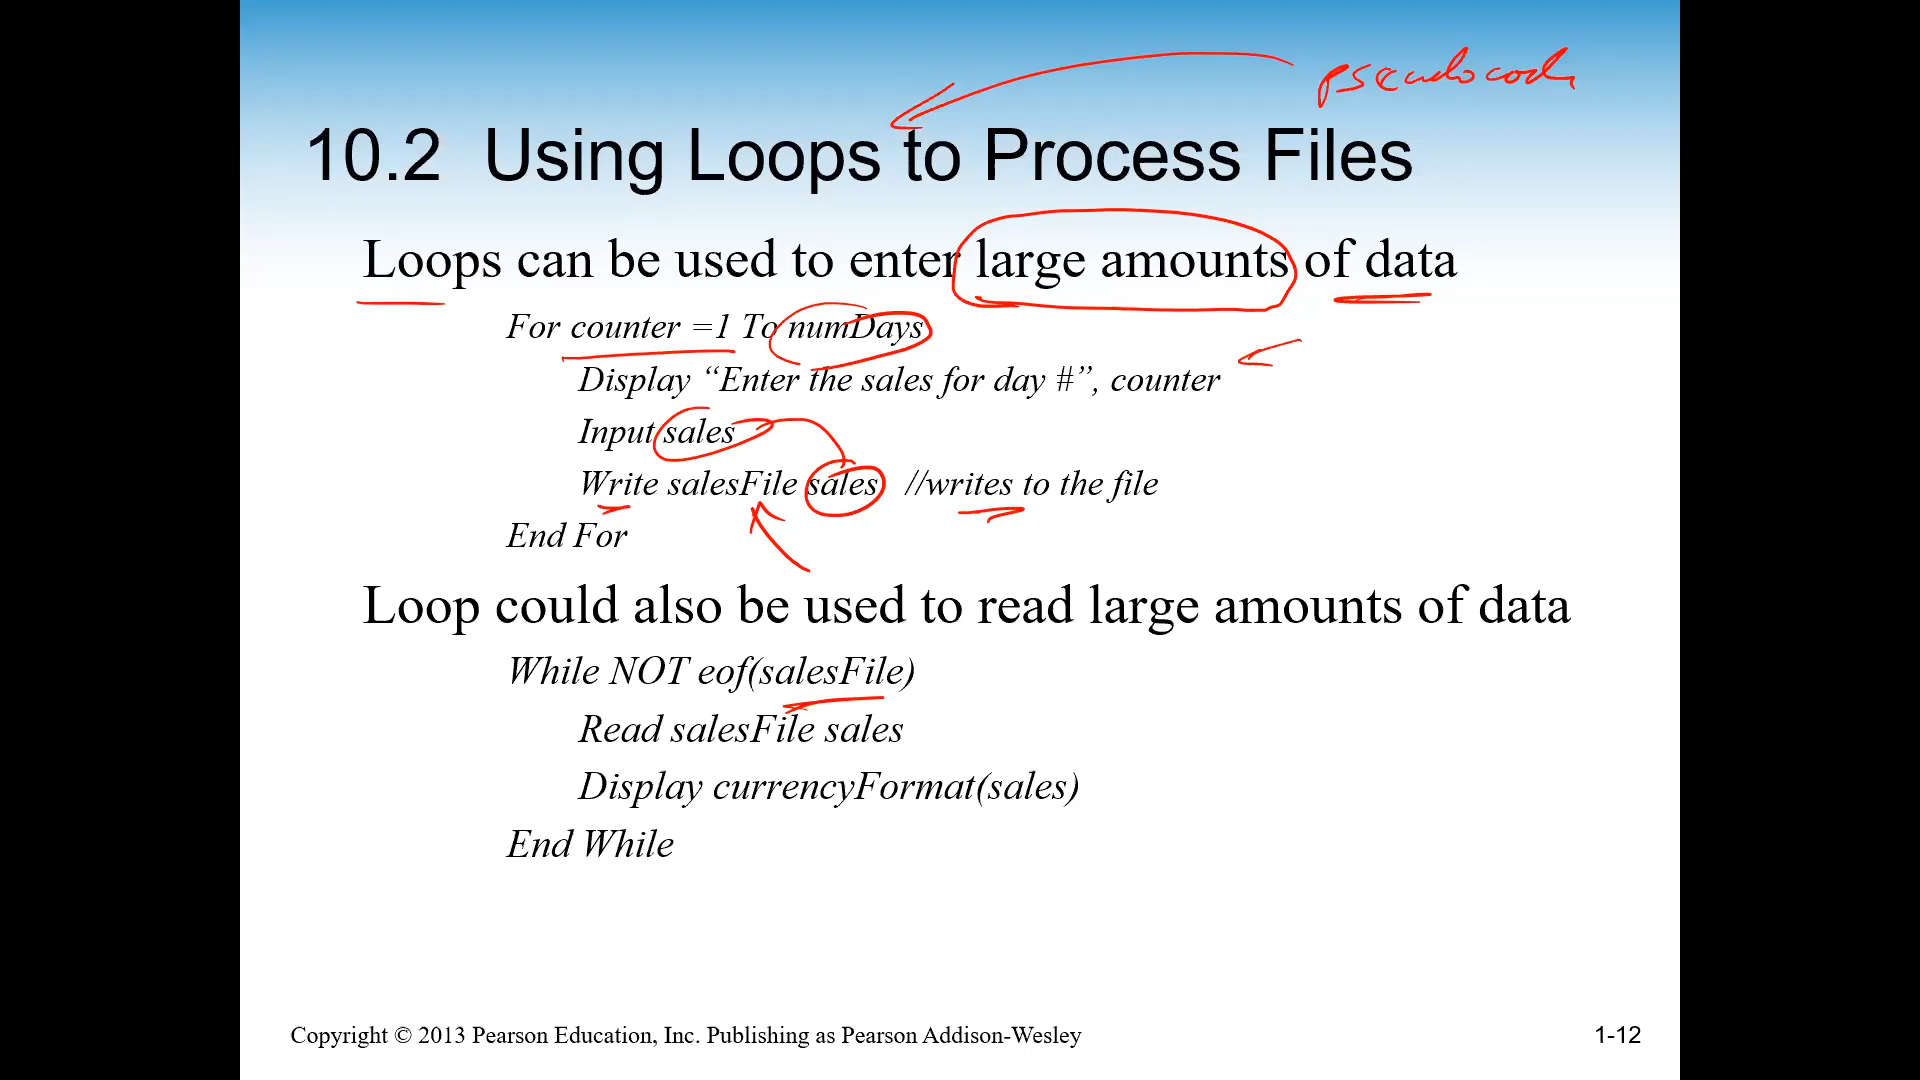 pseudocode
10.2 Using Loops to Process Files
Loops can be used to enter large amounts of data
For counter =1 To numDays
Display “Enter the sales for day #”, counter
Input sales
Write salesFile sales //writes to the file
End For
Loop could also be used to read large amounts of data
While NOT eof(salesFile)
Read salesFile sales
Display currencyFormat(sales)
End While
Copyright © 2013 Pearson Education, Inc. Publishing as Pearson Addison-Wesley
1-12